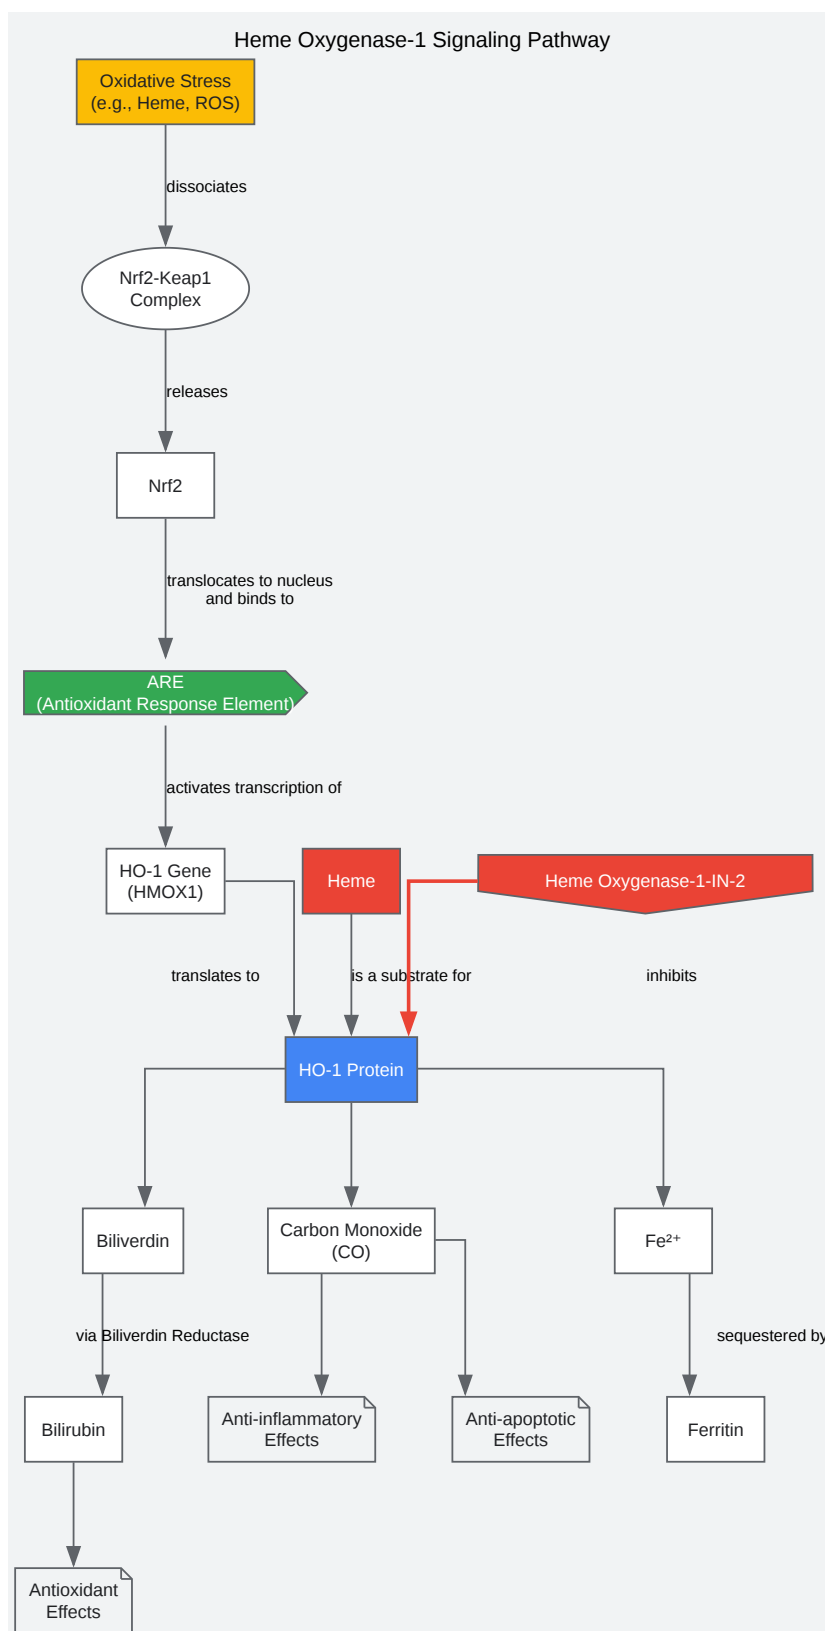 Heme Oxygenase-1 Signaling Pathway
Oxidative Stress
(e.g., Heme, ROS)
dissociates
Nrf2-Keap1
Complex
releases
Nrf2
translocates to nucleus
and binds to
ARE
(Antioxidant Response Element)
activates transcription of
HO-1 Gene
(HMOX1)
Heme
Heme Oxygenase-1-IN-2
translates to
is a substrate for
inhibits
HO-1 Protein
Biliverdin
Carbon Monoxide
(CO)
Fe²⁺
via Biliverdin Reductase
sequestered by
Bilirubin
Anti-inflammatory
Effects
Anti-apoptotic
Effects
Ferritin
Antioxidant
Effects